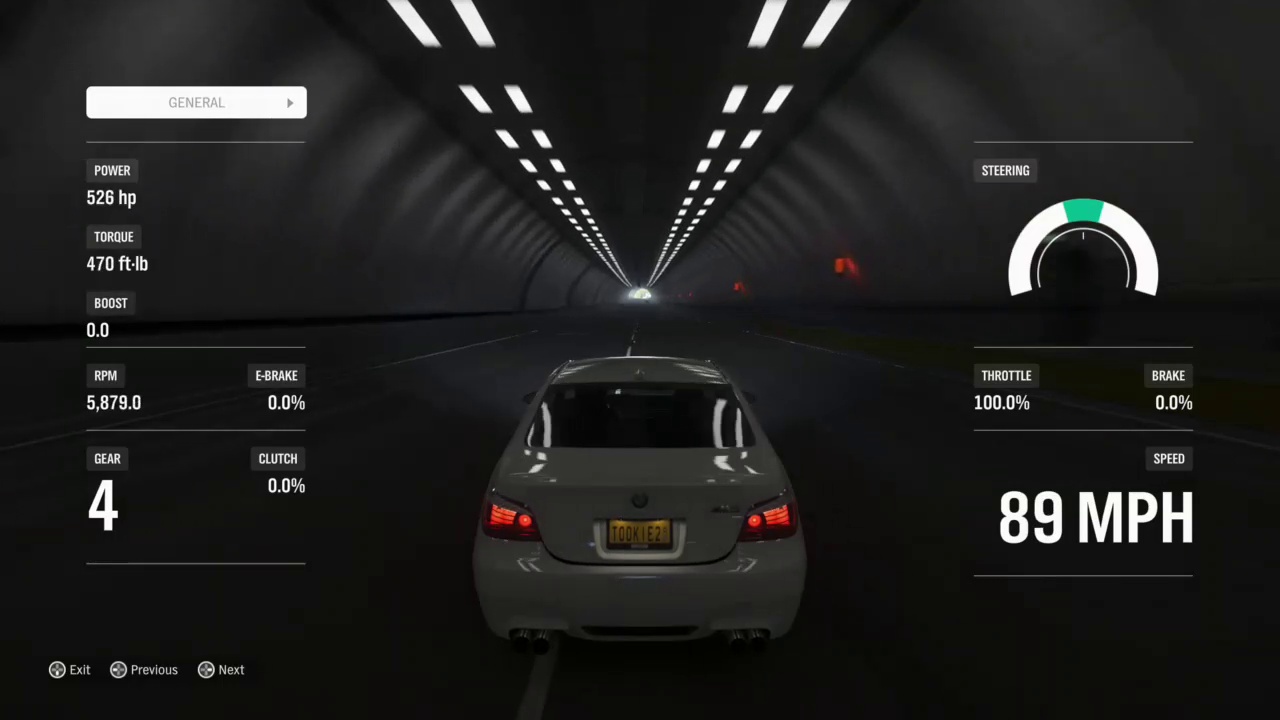 GENERAL
POWER
526 hp
TORQUE
470 ft·lb
BOOST
0.0
RPM
E-BRAKE
5,879.0
0.0%
GEAR
CLUTCH
4
0.0%
STEERING
THROTTLE
BRAKE
100.0%
0.0%
SPEED
89 MPH
TOOKIE2
Exit
Previous
Next